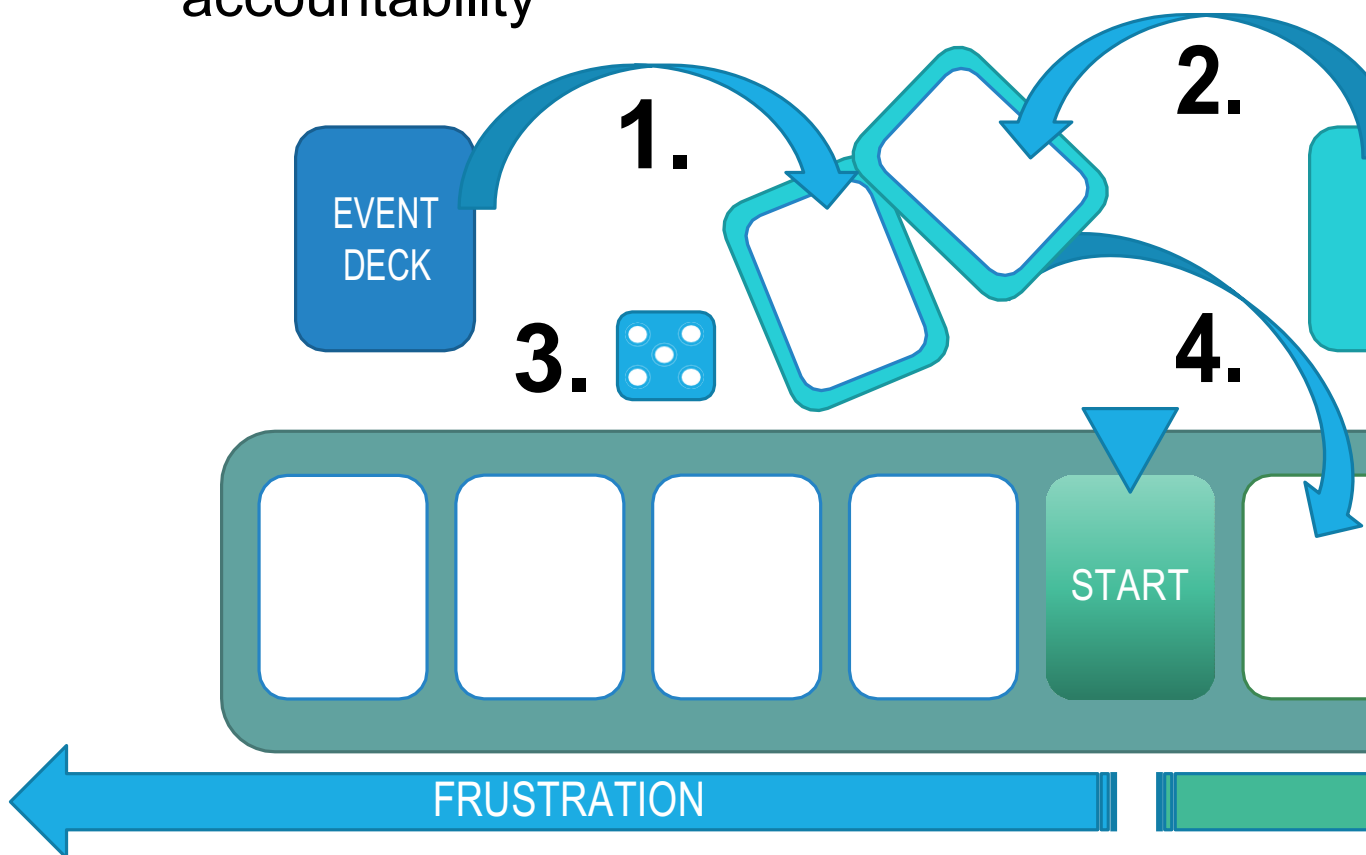 accountability
1.
2.
EVENT
DECK
3.
4.
START
FRUSTRATION